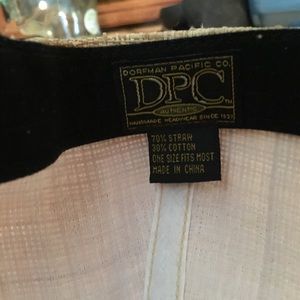 DORFMAN PACIFIC CO.
DPC™
AUTHENTIC
HANDMADE HEADWEAR SINCE 1921
70% STRAW
30% COTTON
ONE SIZE FITS MOST
MADE IN CHINA